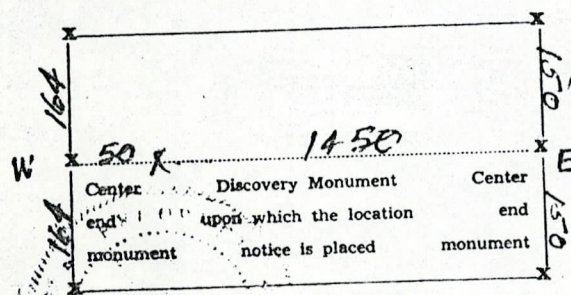 X X
164 150'
50 X 1450
W X X E
Center Discovery Monument Center
end upon which the location end
164 150
monument notice is placed monument
X X